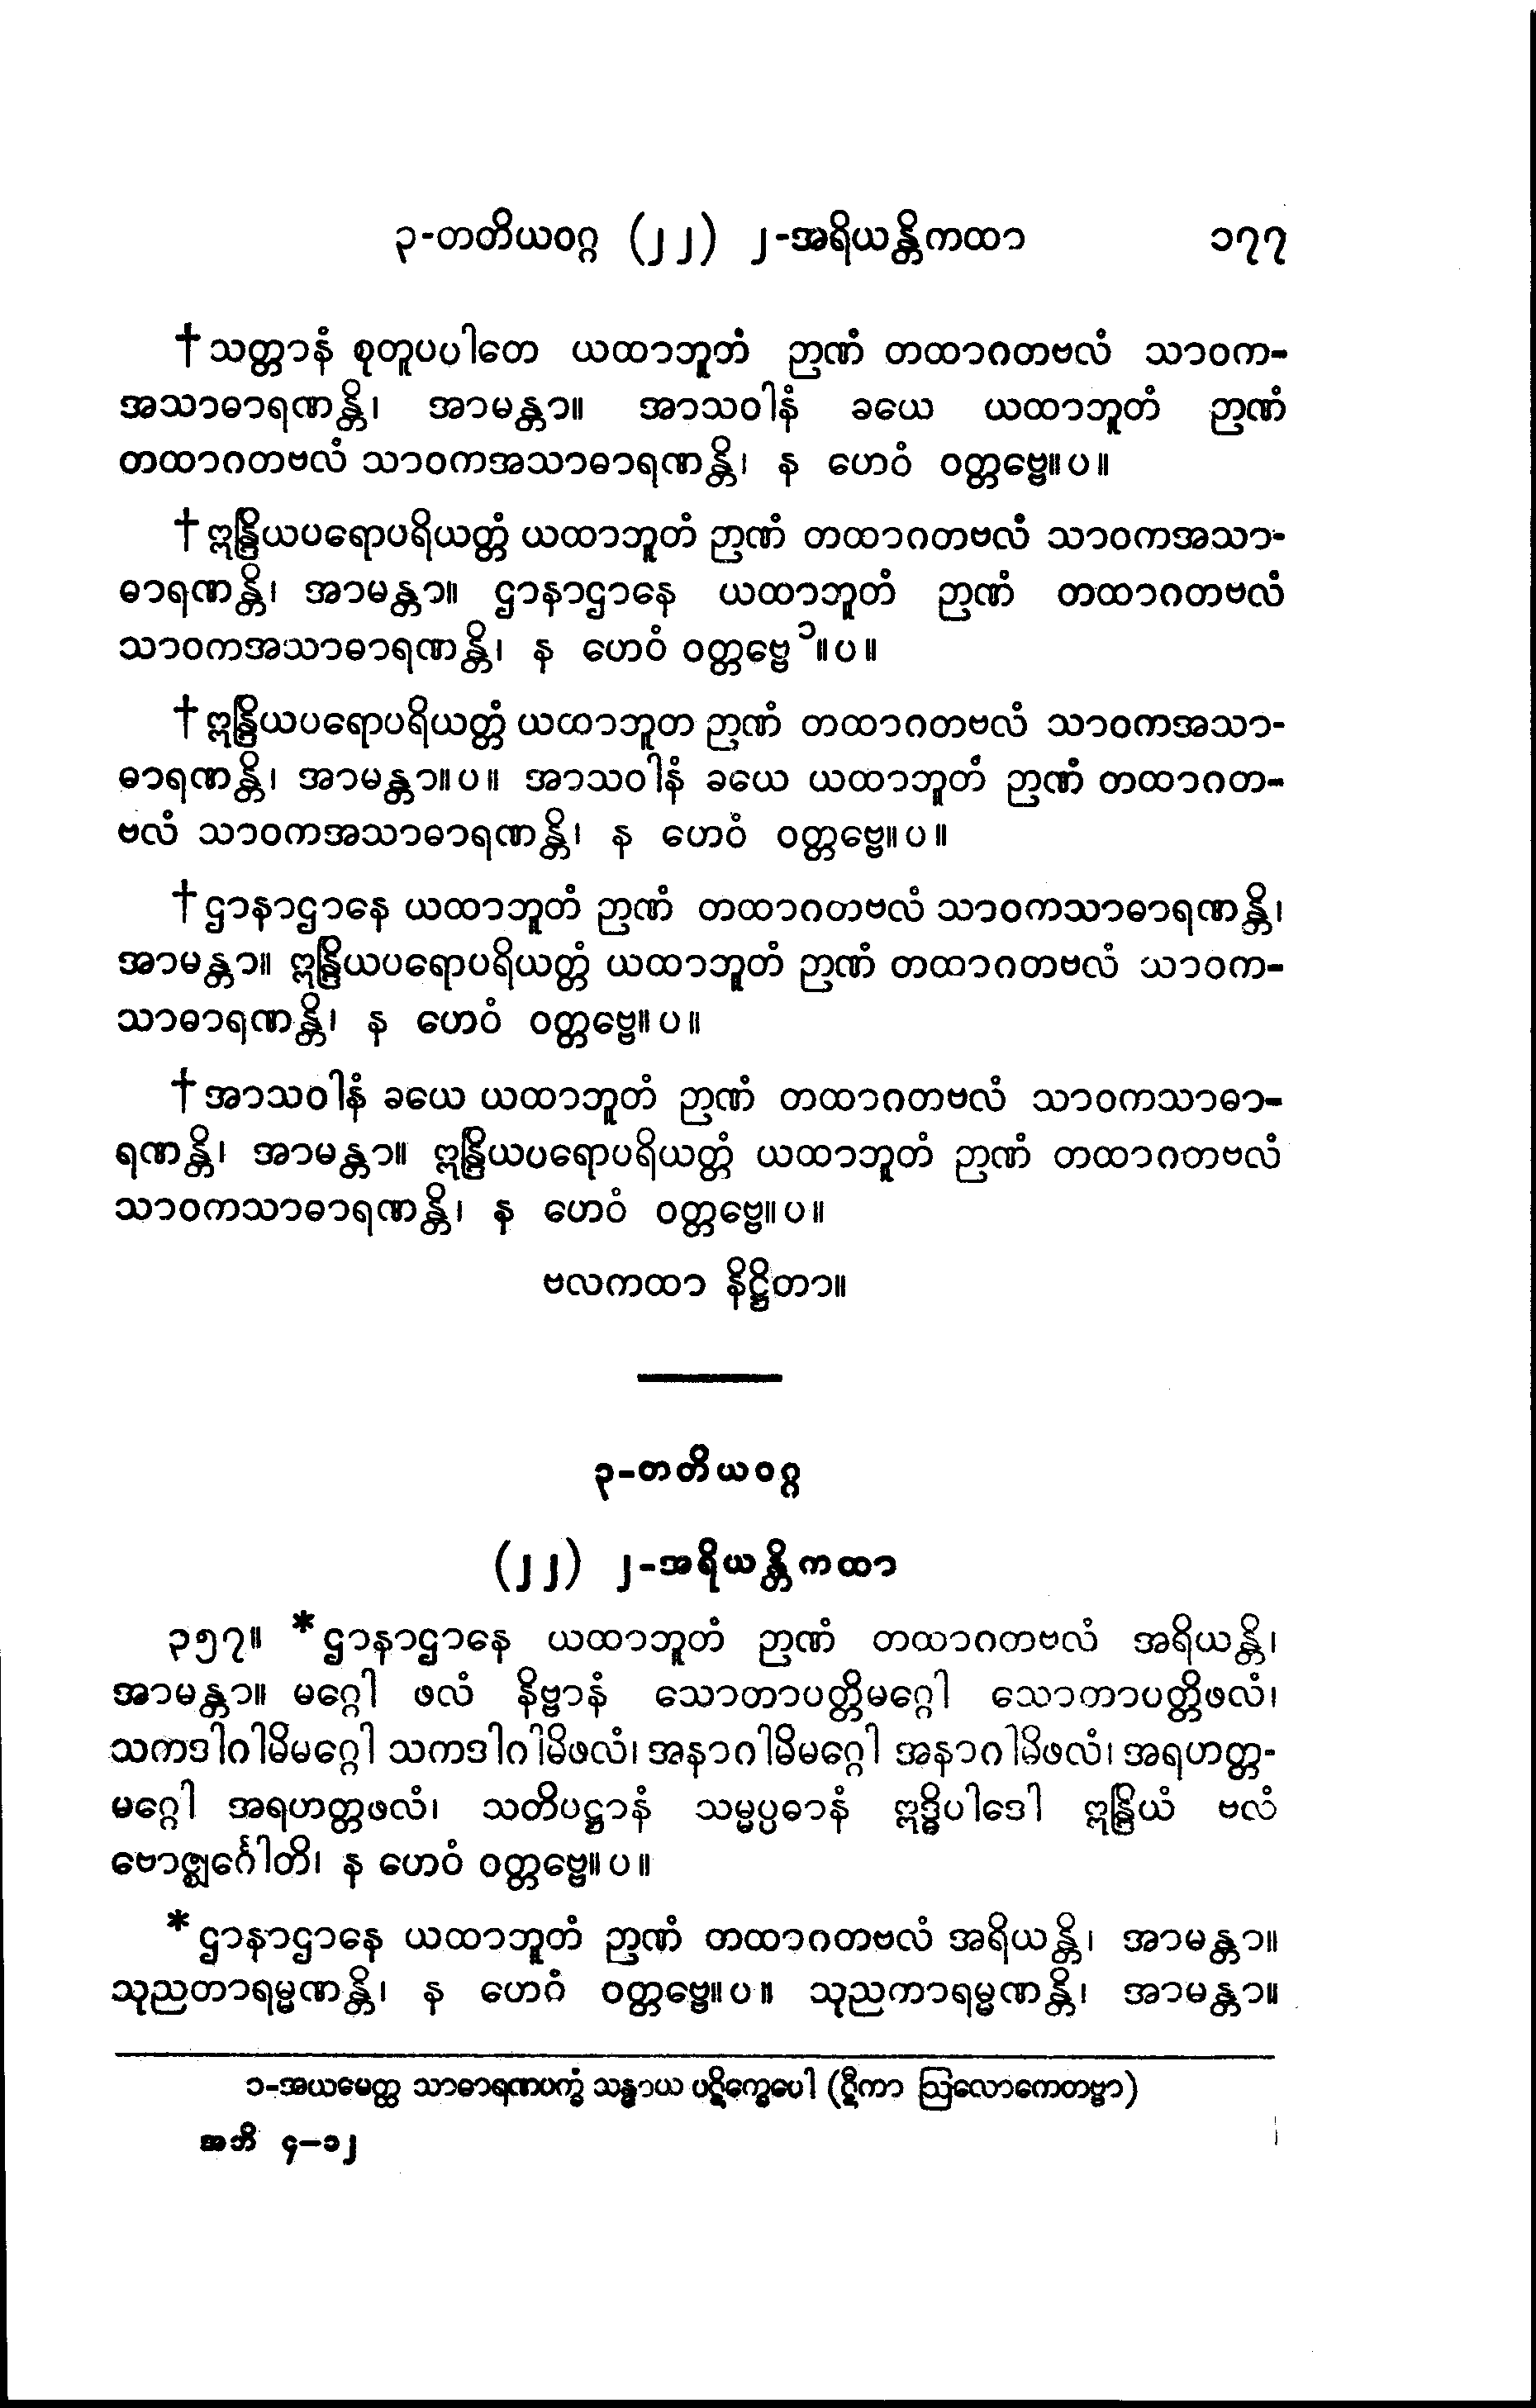 ၃-တတိယဝဂ္ဂ (၂၂) ၂-အရိယန္တိကထာ ၁၇၇
†သတ္တာနံ စုတူပပါတေ ယထာဘူတံ ဉာဏံ တထာဂတဗလံ သာဝက-
အသာဓာရဏန္တိ၊ အာမန္တာ။ အာသဝါနံ ခယေ ယထာဘူတံ ဉာဏံ
တထာဂတဗလံ သာဝကအသာဓာရဏန္တိ၊ န ဟေဝံ ဝတ္တဗ္ဗေ။ပ။
†ဣန္ဒြိယပရောပရိယတ္တံ ယထာဘူတံ ဉာဏံ တထာဂတဗလံ သာဝကအသာ-
ဓာရဏန္တိ၊ အာမန္တာ။ ဌာနာဌာနေ ယထာဘူတံ ဉာဏံ တထာဂတဗလံ
သာဝကအသာဓာရဏန္တိ၊ န ဟေဝံ ဝတ္တဗ္ဗေ ၁။ပ။
†ဣန္ဒြိယပရောပရိယတ္တံ ယထာဘူတ ဉာဏံ တထာဂတဗလံ သာဝကအသာ-
ဓာရဏန္တိ၊ အာမန္တာ။ပ။ အာသဝါနံ ခယေ ယထာဘူတံ ဉာဏံ တထာဂတ-
ဗလံ သာဝကအသာဓာရဏန္တိ၊ န ဟေဝံ ဝတ္တဗ္ဗေ။ပ။
†ဌာနာဌာနေ ယထာဘူတံ ဉာဏံ တထာဂတဗလံ သာဝကသာဓာရဏန္တိ၊
အာမန္တာ။ ဣန္ဒြိယပရောပရိယတ္တံ ယထာဘူတံ ဉာဏံ တထာဂတဗလံ သာဝက-
သာဓာရဏန္တိ၊ န ဟေဝံ ဝတ္တဗ္ဗေ။ပ။
†အာသဝါနံ ခယေ ယထာဘူတံ ဉာဏံ တထာဂတဗလံ သာဝကသာဓာ-
ရဏန္တိ၊ အာမန္တာ။ ဣန္ဒြိယပရောပရိယတ္တံ ယထာဘူတံ ဉာဏံ တထာဂတဗလံ
သာဝကသာဓာရဏန္တိ၊ န ဟေဝံ ဝတ္တဗ္ဗေ။ပ။
ဗလကထာ နိဋ္ဌိတာ။
၃-တတိယဝဂ္ဂ
(၂၂) ၂-အရိယန္တိကထာ
၃၅၇။ *ဌာနာဌာနေ ယထာဘူတံ ဉာဏံ တထာဂတဗလံ အရိယန္တိ၊
အာမန္တာ။ မဂ္ဂေါ ဖလံ နိဗ္ဗာနံ သောတာပတ္တိမဂ္ဂေါ သောတာပတ္တိဖလံ၊
သကဒါဂါမိမဂ္ဂေါ သကဒါဂါမိဖလံ၊ အနာဂါမိမဂ္ဂေါ အနာဂါမိဖလံ၊ အရဟတ္တ-
မဂ္ဂေါ အရဟတ္တဖလံ၊ သတိပဋ္ဌာနံ သမ္မပ္ပဓာနံ ဣဒ္ဓိပါဒေါ ဣန္ဒြိယံ ဗလံ
ဗောဇ္ဈင်္ဂေါတိ၊ န ဟေဝံ ဝတ္တဗ္ဗေ။ပ။
*ဌာနာဌာနေ ယထာဘူတံ ဉာဏံ တထာဂတဗလံ အရိယန္တိ၊ အာမန္တာ။
သုညတာရမ္မဏန္တိ၊ န ဟေဂံ ဝတ္တဗ္ဗေ။ပ။ သုညကာရမ္မဏန္တိ၊ အာမန္တာ။
၁-အယမေတ္ထ သာဓာရဏပက္ခံ သန္ဓာယ ပဋိက္ခေပေါ (ဋီကာ ဩလောကေတဗ္ဗာ)
အဘိ ၄–၁၂